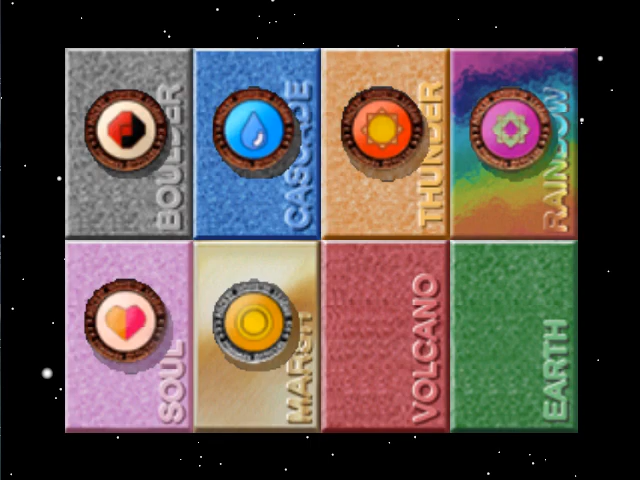 BOULDER
CASCADE
THUNDER
RAINBOW
SOUL
MARSH
VOLCANO
EARTH